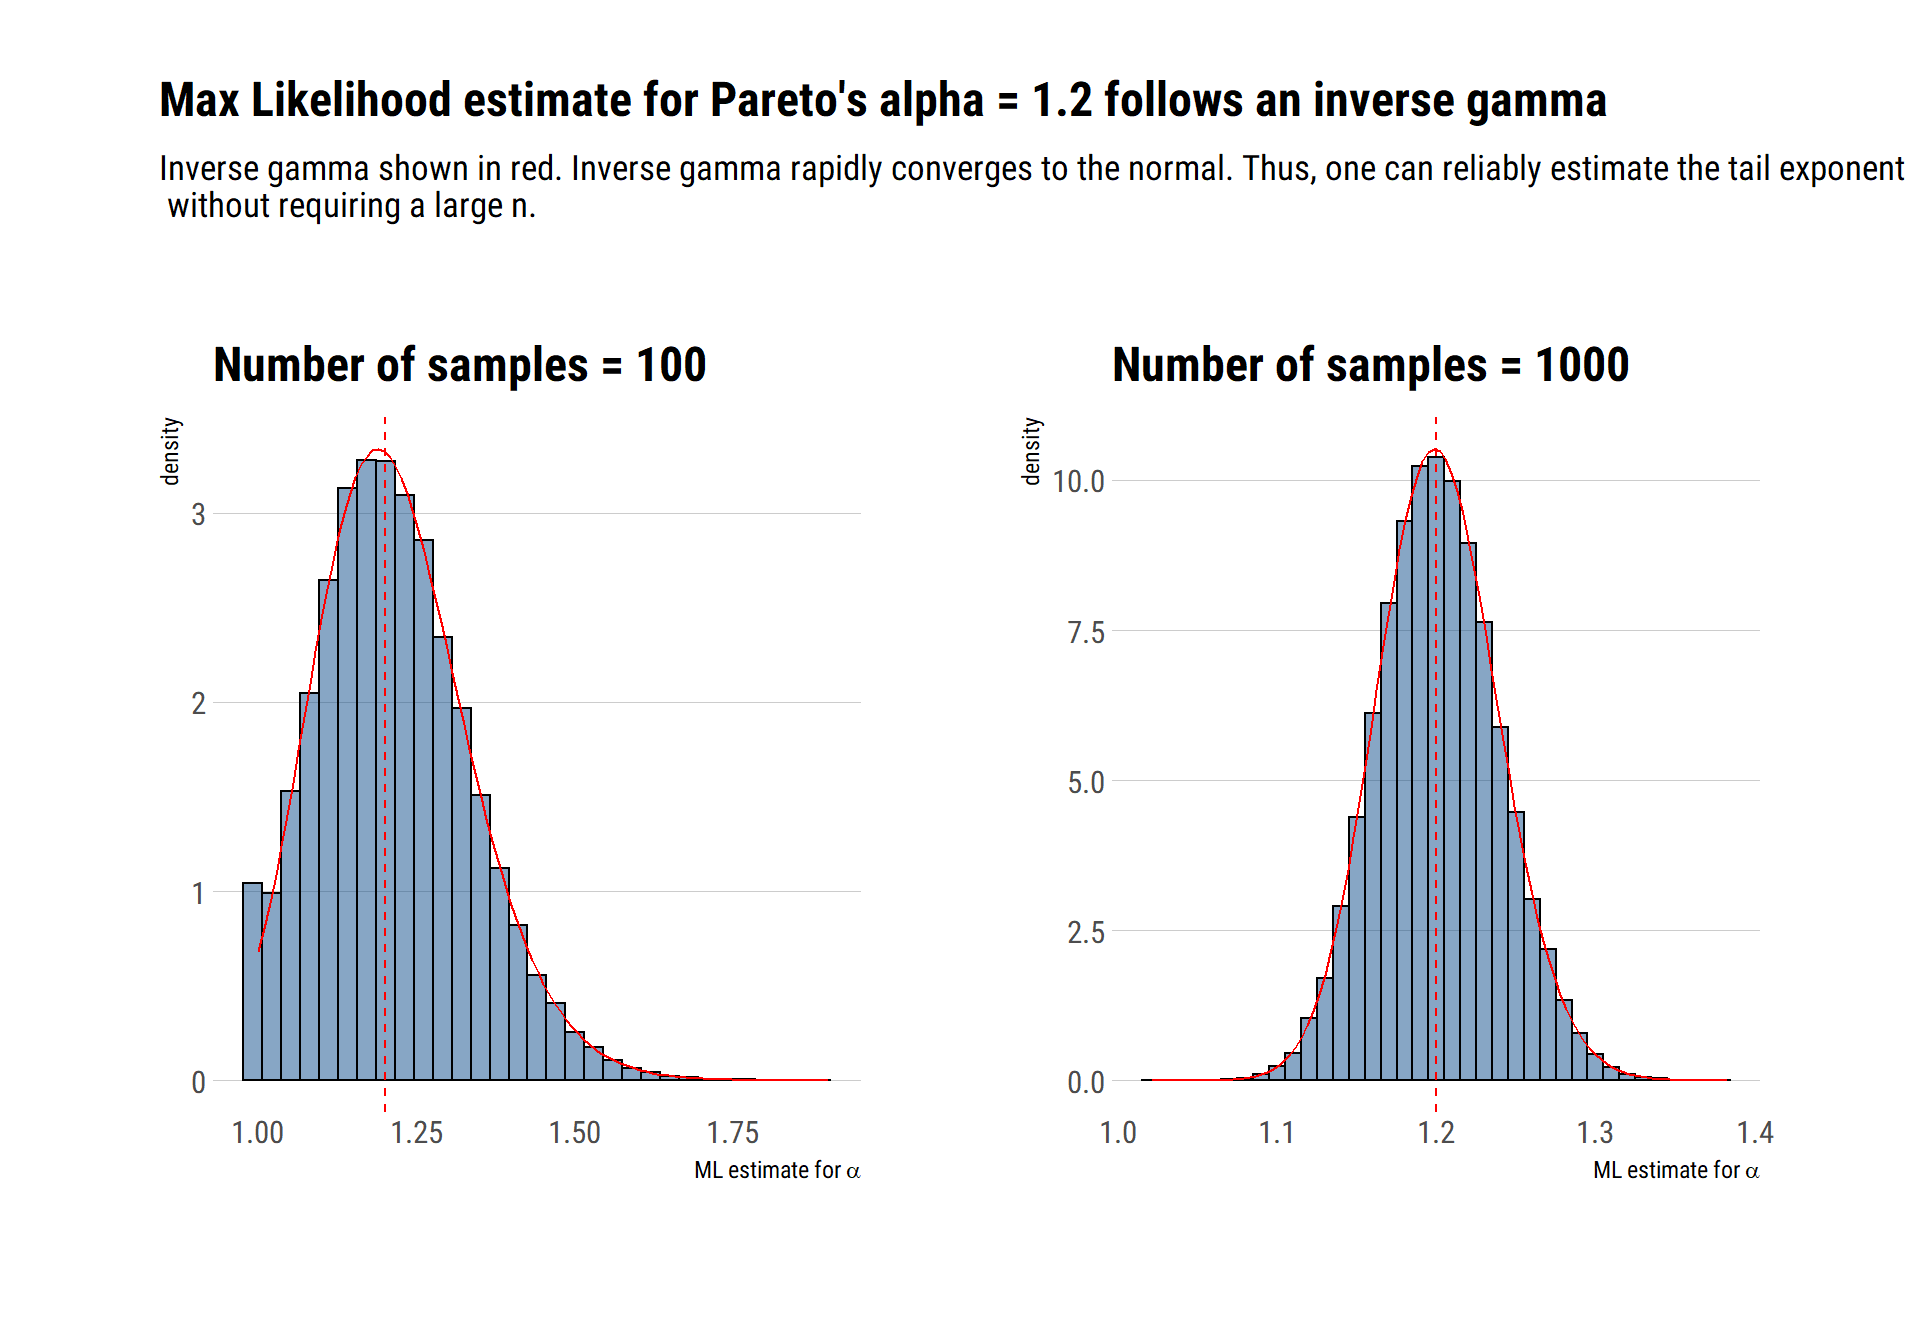 Max Likelihood estimate for Pareto's alpha = 1.2 follows an inverse gamma
Inverse gamma shown in red. Inverse gamma rapidly converges to the normal. Thus, one can reliably estimate the tail exponent
without requiring a large n.
Number of samples = 100
density
3
2
1
0
1.00 1.25 1.50 1.75
ML estimate for α
Number of samples = 1000
density
10.0
7.5
5.0
2.5
0.0
1.0 1.1 1.2 1.3 1.4
ML estimate for α